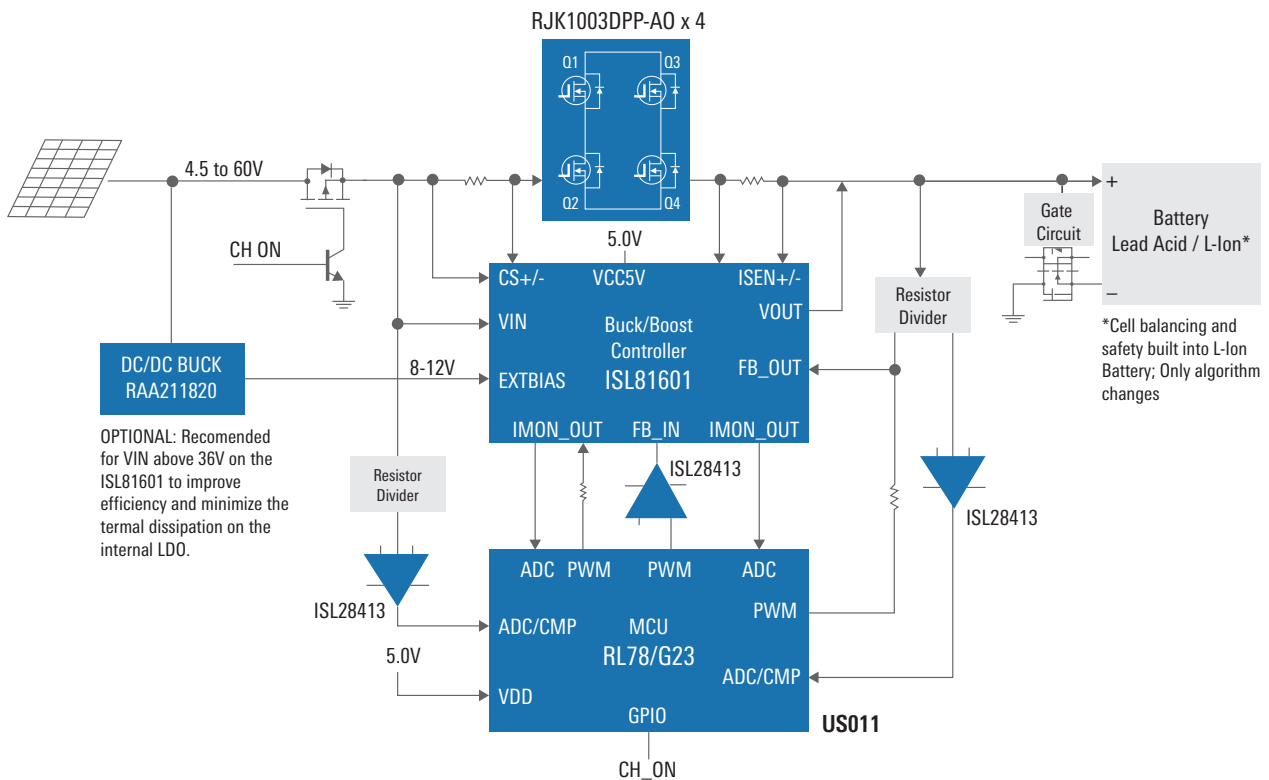 RJK1003DPP-AO x 4
Q1
Q3
Q2
Q4
4.5 to 60V
CH ON
5.0V
Gate
Circuit
+
Battery
Lead Acid / L-Ion*
–
CS+/-
VCC5V
ISEN+/-
VIN
VOUT
Buck/Boost
Controller
ISL81601
EXTBIAS
FB_OUT
IMON_OUT
FB_IN
IMON_OUT
Resistor
Divider
*Cell balancing and
safety built into L-Ion
Battery; Only algorithm
changes
DC/DC BUCK
RAA211820
8-12V
OPTIONAL: Recomended
for VIN above 36V on the
ISL81601 to improve
efficiency and minimize the
termal dissipation on the
internal LDO.
Resistor
Divider
ISL28413
ISL28413
ISL28413
ADC
PWM
PWM
ADC
ADC/CMP
MCU
RL78/G23
PWM
5.0V
VDD
ADC/CMP
GPIO
US011
CH_ON